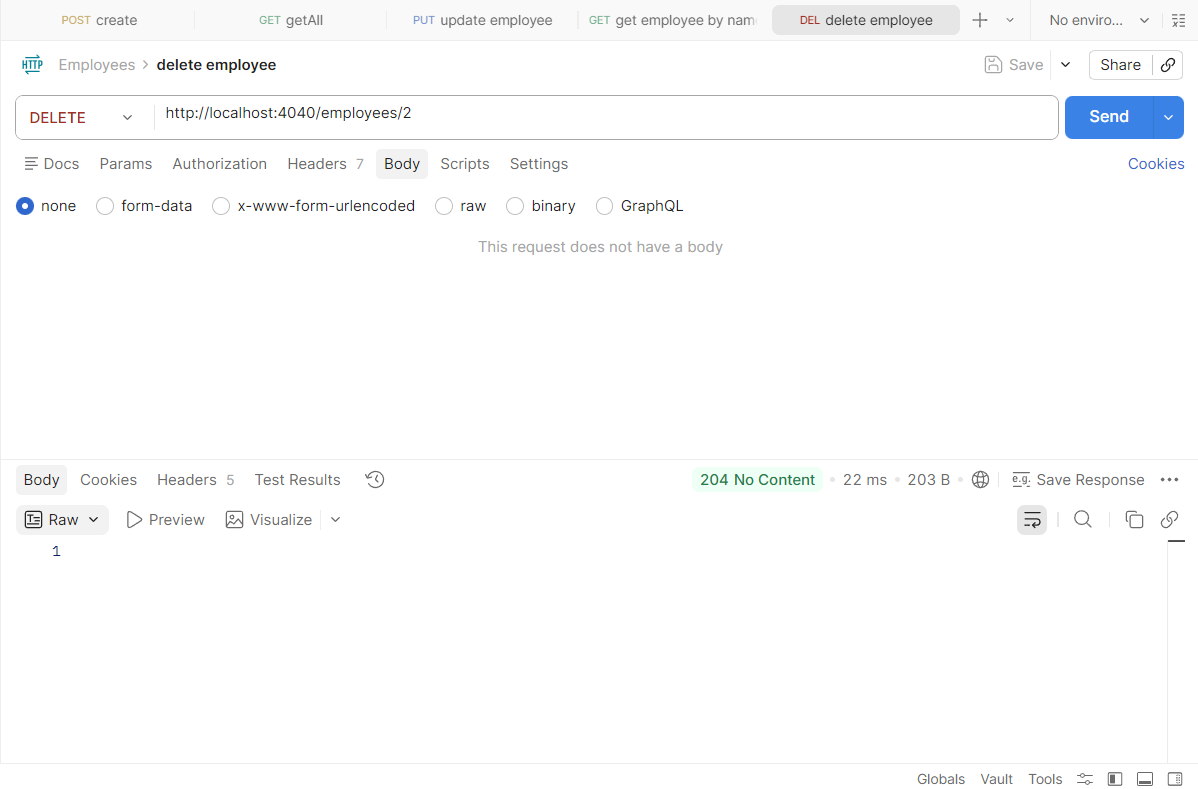 POST create GET getAll PUT update employee GET get employee by nam DEL delete employee No enviro...
HTTP Employees > delete employee Save Share
DELETE http://localhost:4040/employees/2 Send
Docs Params Authorization Headers 7 Body Scripts Settings Cookies
none form-data x-www-form-urlencoded raw binary GraphQL
This request does not have a body
Body Cookies Headers 5 Test Results 204 No Content 22 ms 203 B e.g. Save Response
Raw Preview Visualize
1
Globals Vault Tools